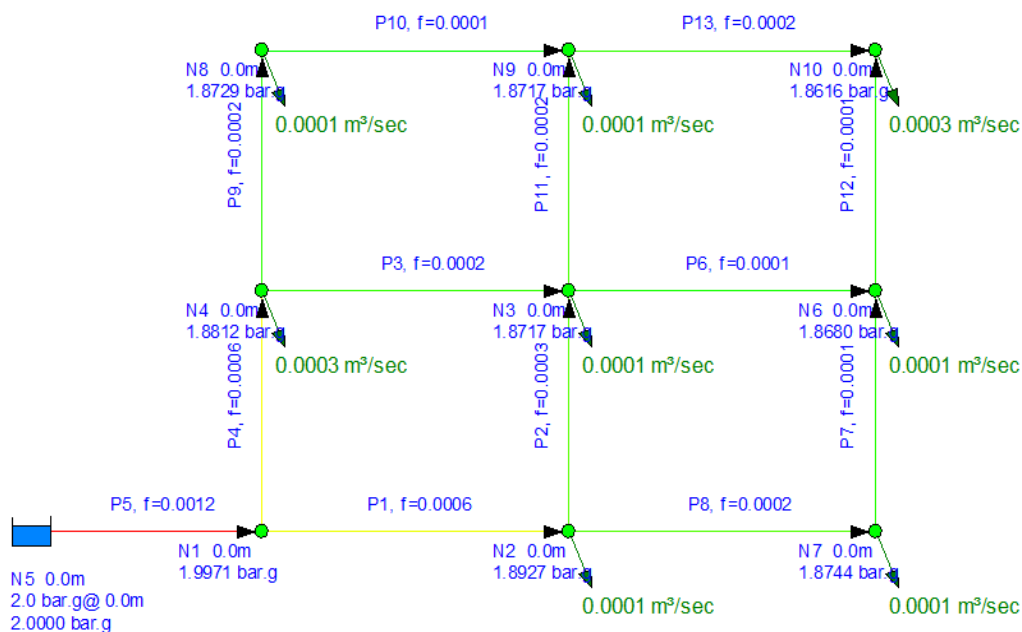 P10, f=0.0001
P13, f=0.0002
N8 0.0m
1.8729 bar.g
0.0001 m³/sec
N9 0.0m
1.8717 bar.g
0.0001 m³/sec
N10 0.0m
1.8616 bar.g
0.0003 m³/sec
P9, f=0.0002
P11, f=0.0002
P12, f=0.0001
P3, f=0.0002
P6, f=0.0001
N4 0.0m
1.8812 bar.g
0.0003 m³/sec
N3 0.0m
1.8717 bar.g
0.0001 m³/sec
N6 0.0m
1.8680 bar.g
0.0001 m³/sec
P4, f=0.0006
P2, f=0.0003
P7, f=0.0001
P5, f=0.0012
P1, f=0.0006
P8, f=0.0002
N5 0.0m
2.0 bar.g@ 0.0m
2.0000 bar.g
N1 0.0m
1.9971 bar.g
N2 0.0m
1.8927 bar.g
0.0001 m³/sec
N7 0.0m
1.8744 bar.g
0.0001 m³/sec